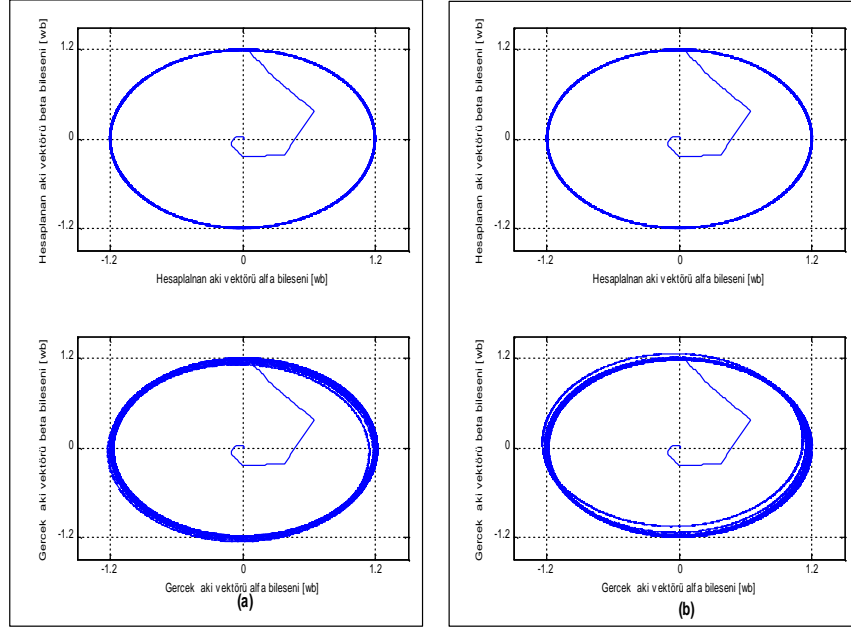 Hesaplanan aki vektörü beta bileseni [wb]
1.2
0
-1.2
-1.2 0 1.2
Hesaplalnan aki vektörü alfa bileseni [wb]
Gercek aki vektörü beta bileseni [wb]
1.2
0
-1.2
-1.2 0 1.2
Gercek aki vektörü alfa bileseni [wb]
(a)
Hesaplanan aki vektörü beta bileseni [wb]
1.2
0
-1.2
-1.2 0 1.2
Hesaplalnan aki vektörü alfa bileseni [wb]
Gercek aki vektörü beta bileseni [wb]
1.2
0
-1.2
-1.2 0 1.2
Gercek aki vektörü alfa bileseni [wb]
(b)